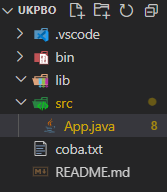 UKPBO
.vscode
bin
lib
src
App.java 8
coba.txt
README.md